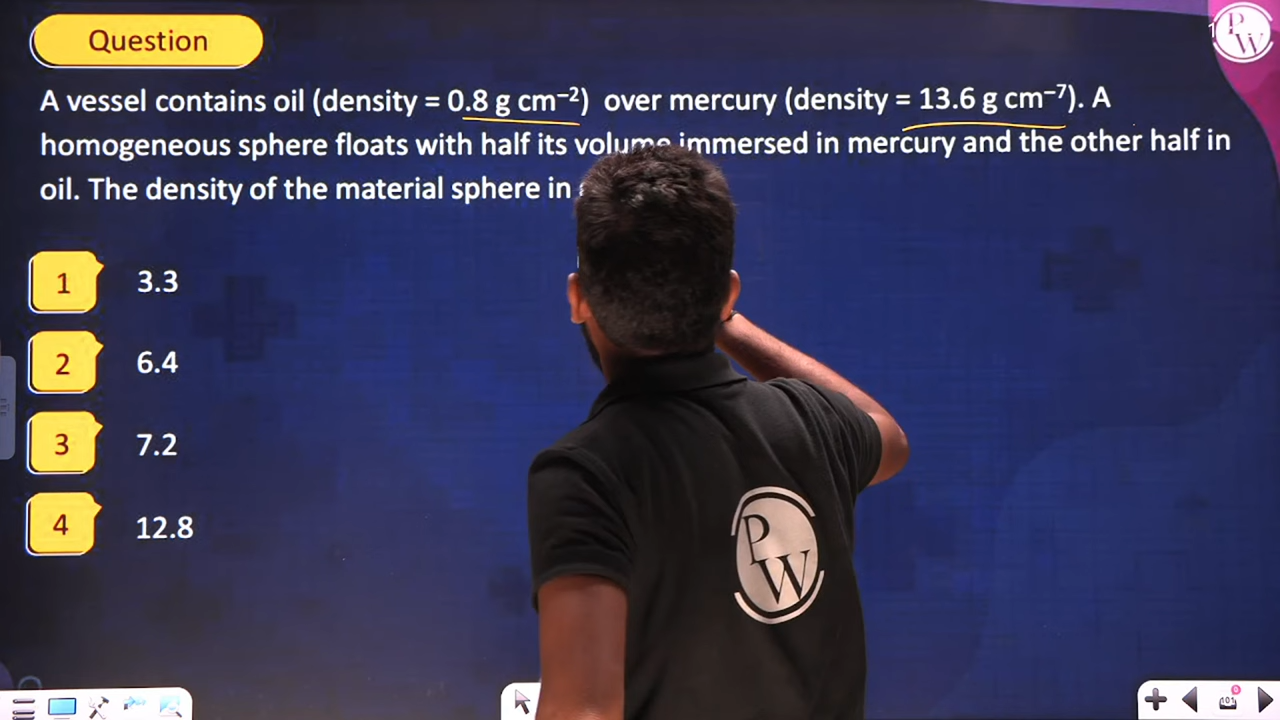 Question
A vessel contains oil (density = 0.8 g cm⁻²) over mercury (density = 13.6 g cm⁻⁷). A
homogeneous sphere floats with half its volume immersed in mercury and the other half in
oil. The density of the material sphere in
1 3.3
2 6.4
3 7.2
4 12.8
PW
PW